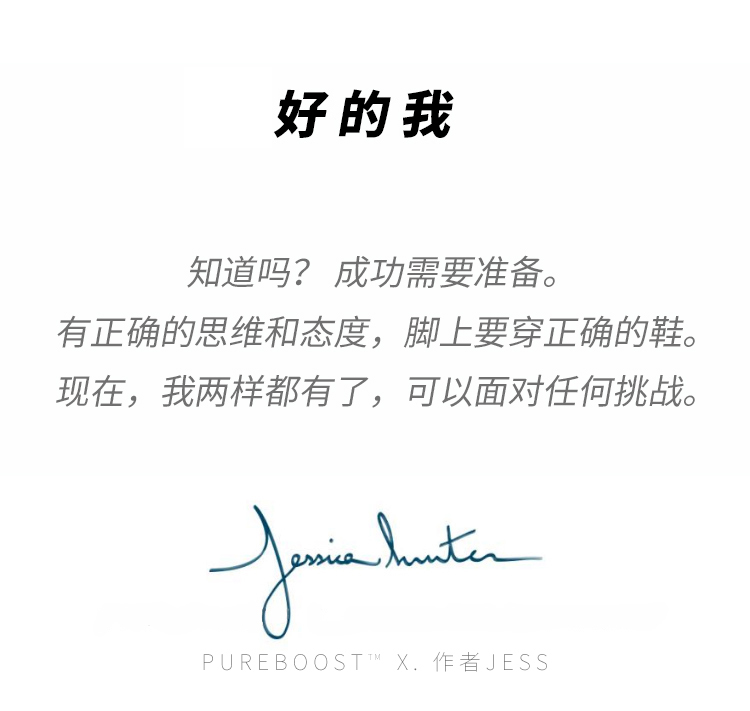 好的我
知道吗? 成功需要准备。
有正确的思维和态度，脚上要穿正确的鞋。
现在，我两样都有了，可以面对任何挑战。
Jessica Hunter
PUREBOOST™ X. 作者JESS